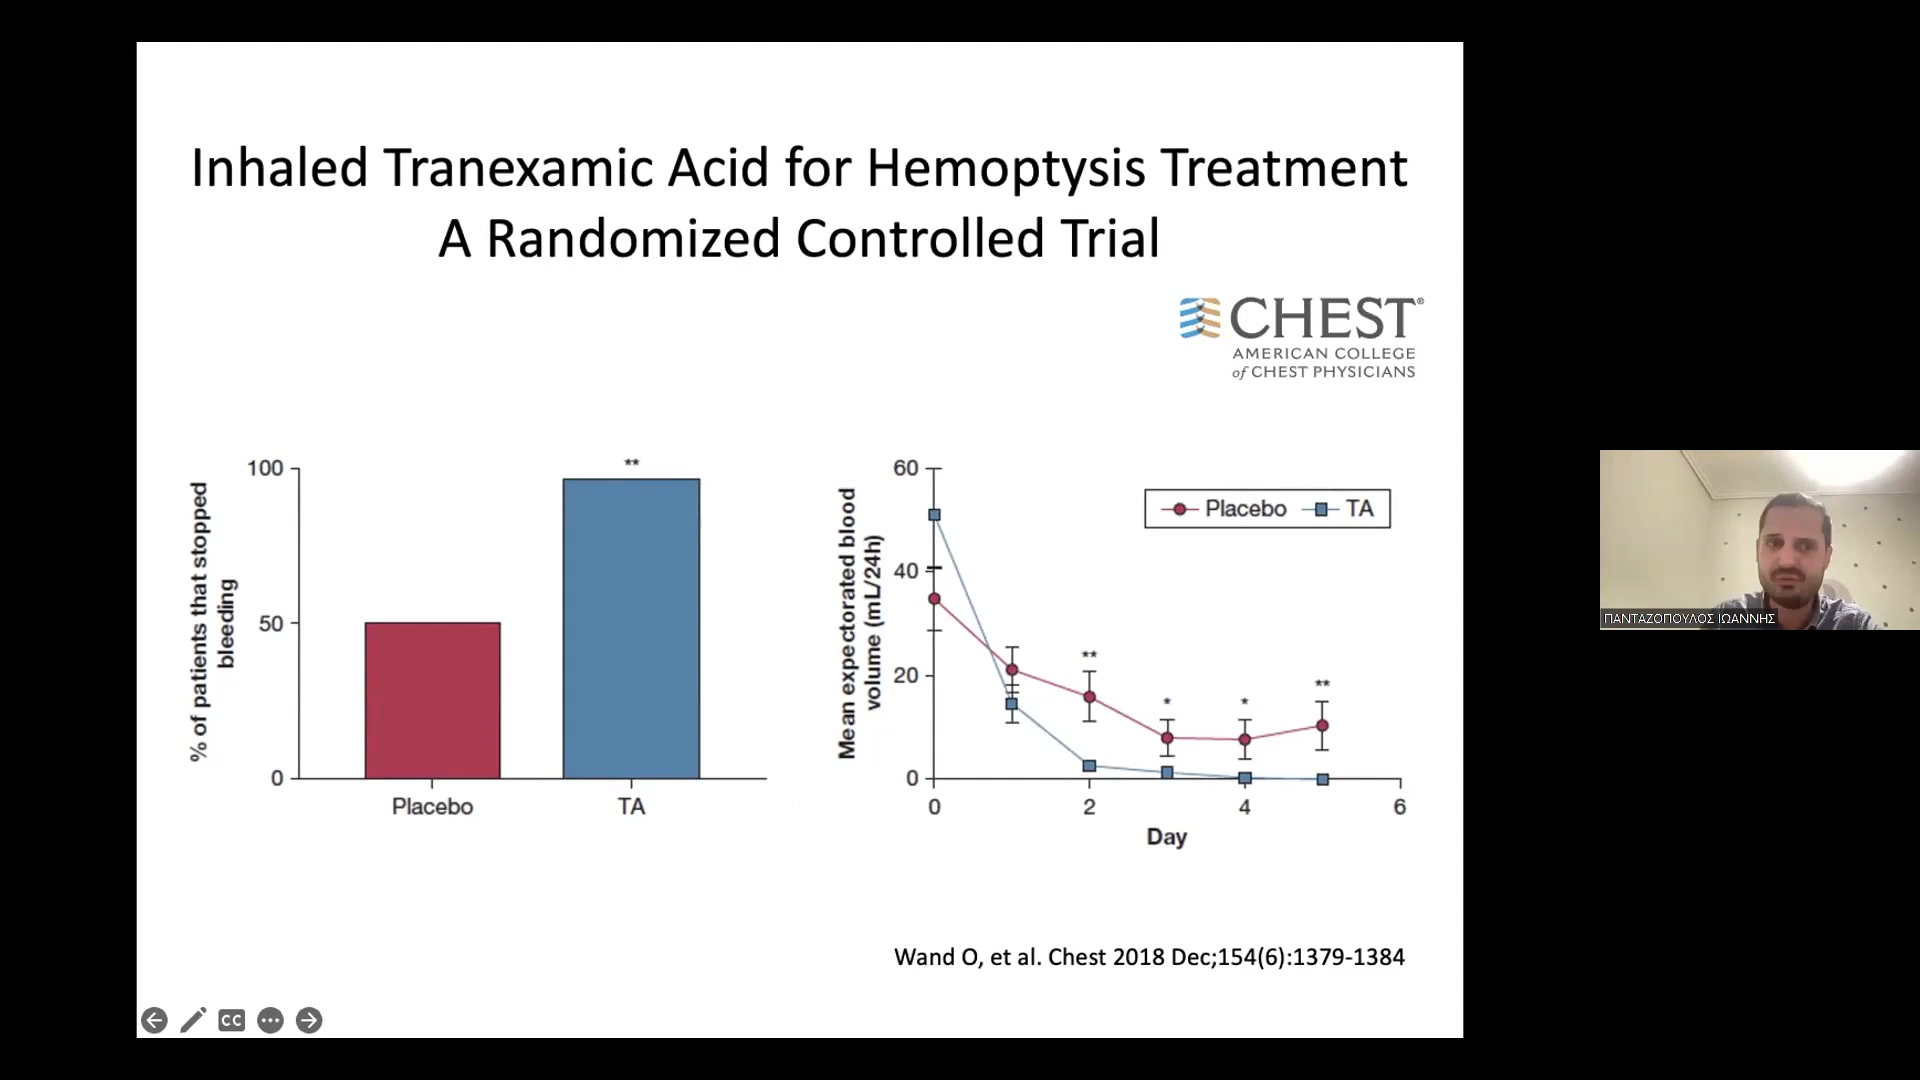 Inhaled Tranexamic Acid for Hemoptysis Treatment
A Randomized Controlled Trial
CHEST®
AMERICAN COLLEGE
of CHEST PHYSICIANS
% of patients that stopped
bleeding
100
50
0
**
Placebo
TA
Mean expectorated blood
volume (mL/24h)
60
40
20
0
Placebo TA
**
*
*
**
0 2 4 6
Day
Wand O, et al. Chest 2018 Dec;154(6):1379-1384
CC
ΠΑΝΤΑΖΟΠΟΥΛΟΣ ΙΩΑΝΝΗΣ